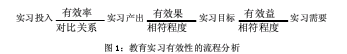 实习投入 有效率 实习产出 有效果 实习目标 有效益 实习需要
对比关系 相符程度 相符程度
图 1：教育实习有效性的流程分析